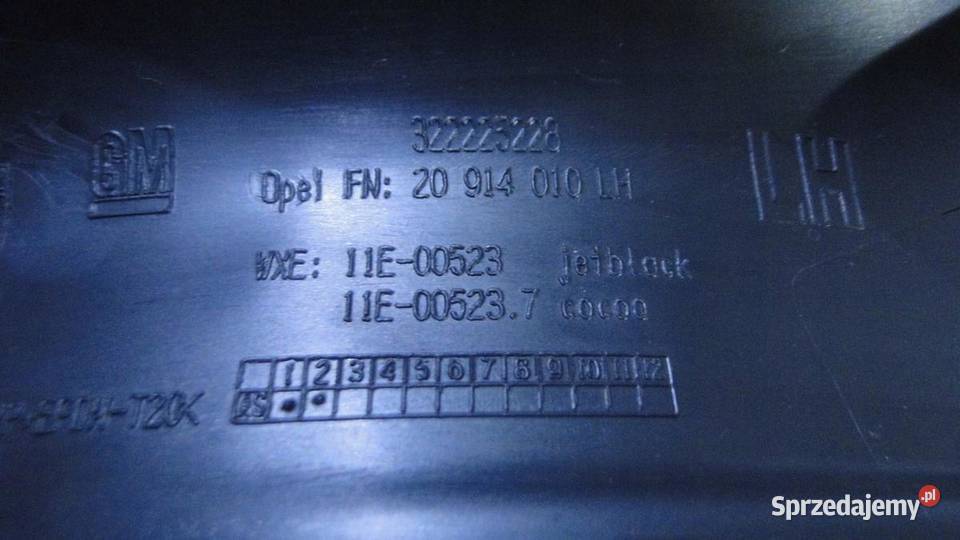 322223228
GM
Opel FN: 20 914 010 LH
LH
WXE: 11E-00523 jetblack
11E-00523.7 cocoa
1 2 3 4 5 6 7 8 9 10 11 12
-T20K
Sprzedajemy.pl